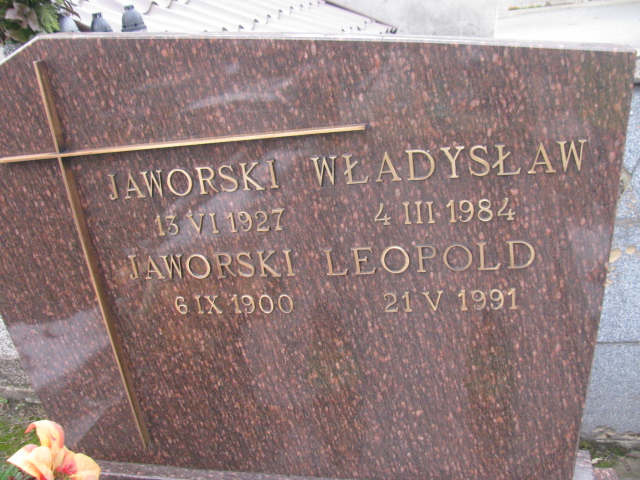 JAWORSKI WŁADYSŁAW
13 VI 1927 4 III 1984
JAWORSKI LEOPOLD
6 IX 1900 21 V 1991